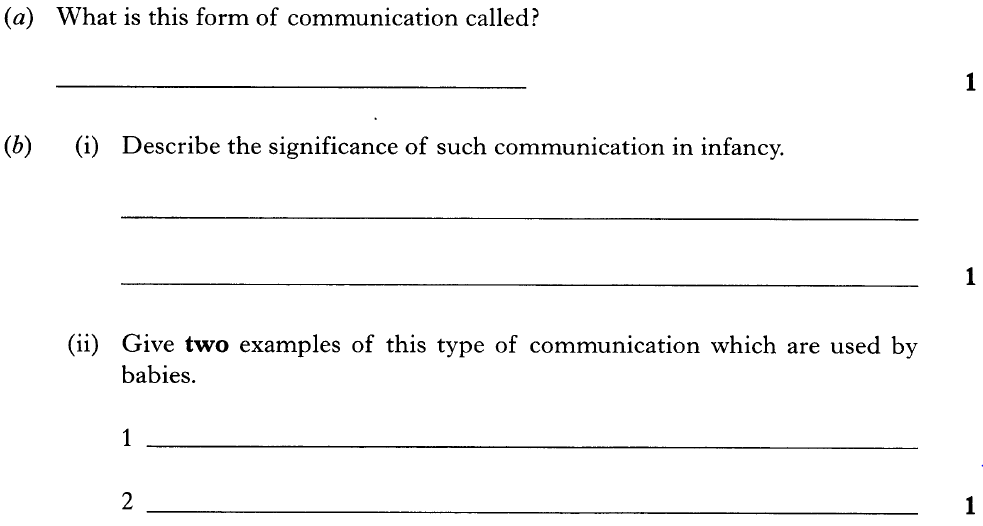 (a) What is this form of communication called?
1
(b) (i) Describe the significance of such communication in infancy.
1
(ii) Give two examples of this type of communication which are used by
babies.
1
2 1